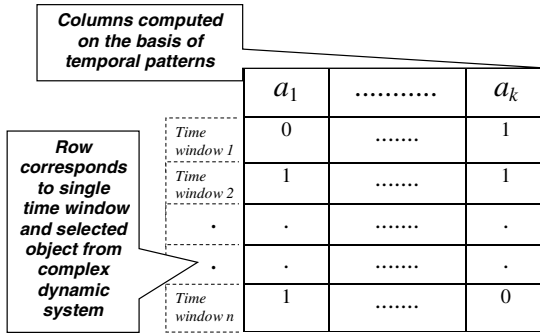 Columns computed
on the basis of
temporal patterns
a1 ........... ak
Time
window 1
0 ....... 1
Time
window 2
1 ....... 1
. . ....... .
. . ....... .
Time
window n
1 ....... 0
Row
corresponds
to single
time window
and selected
object from
complex
dynamic
system